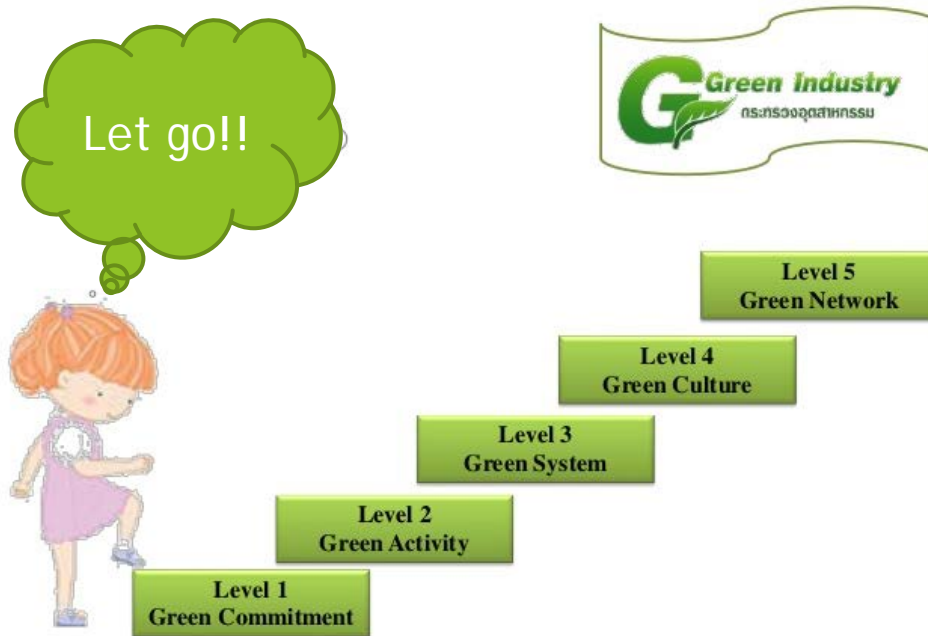 Let go!!
Green Industry
กระทรวงอุตสาหกรรม
Level 5
Green Network
Level 4
Green Culture
Level 3
Green System
Level 2
Green Activity
Level 1
Green Commitment